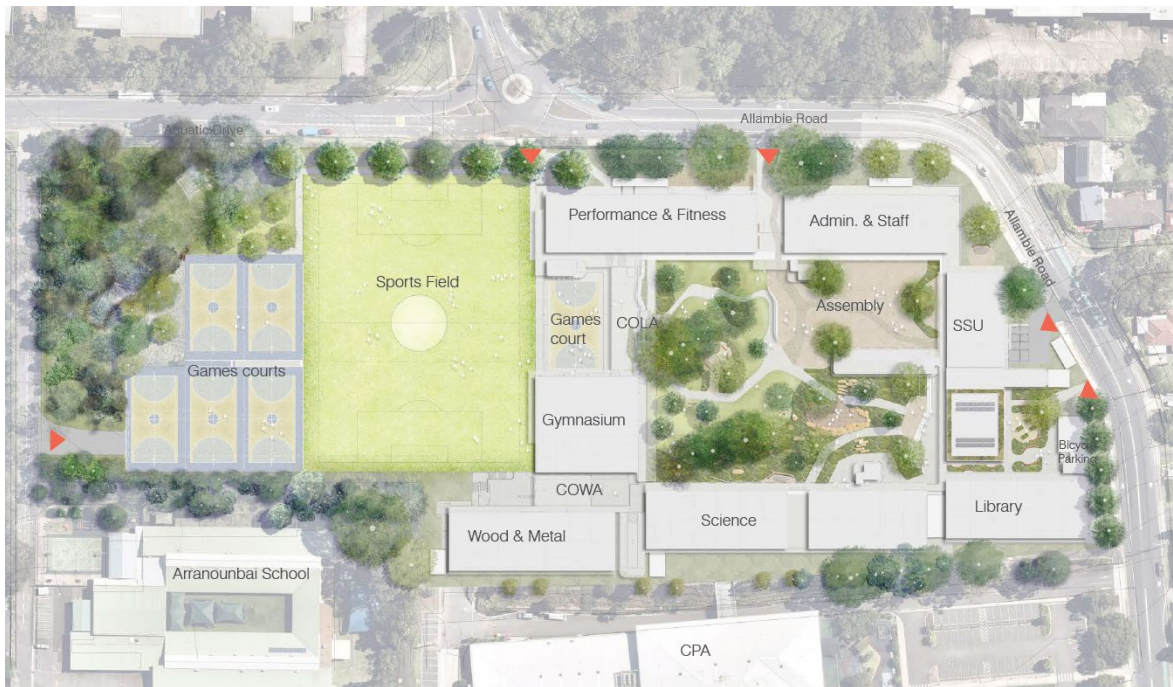 Aquatic Drive
Allambie Road
Performance & Fitness
Admin. & Staff
Allambie Road
Sports Field
Assembly
Games
court
COLA
SSU
Games courts
Gymnasium
Bicycle
Parking
COWA
Science
Library
Wood & Metal
Arranounbai School
CPA